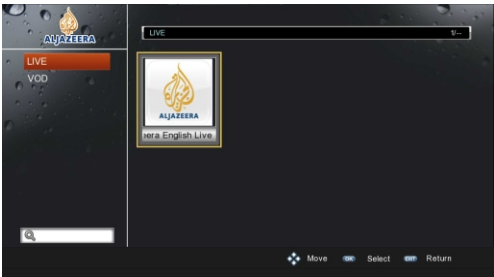 ALJAZEERA
LIVE
VOD
LIVE 1/--
ALJAZEERA
era English Live
OK EXIT
Move Select Return